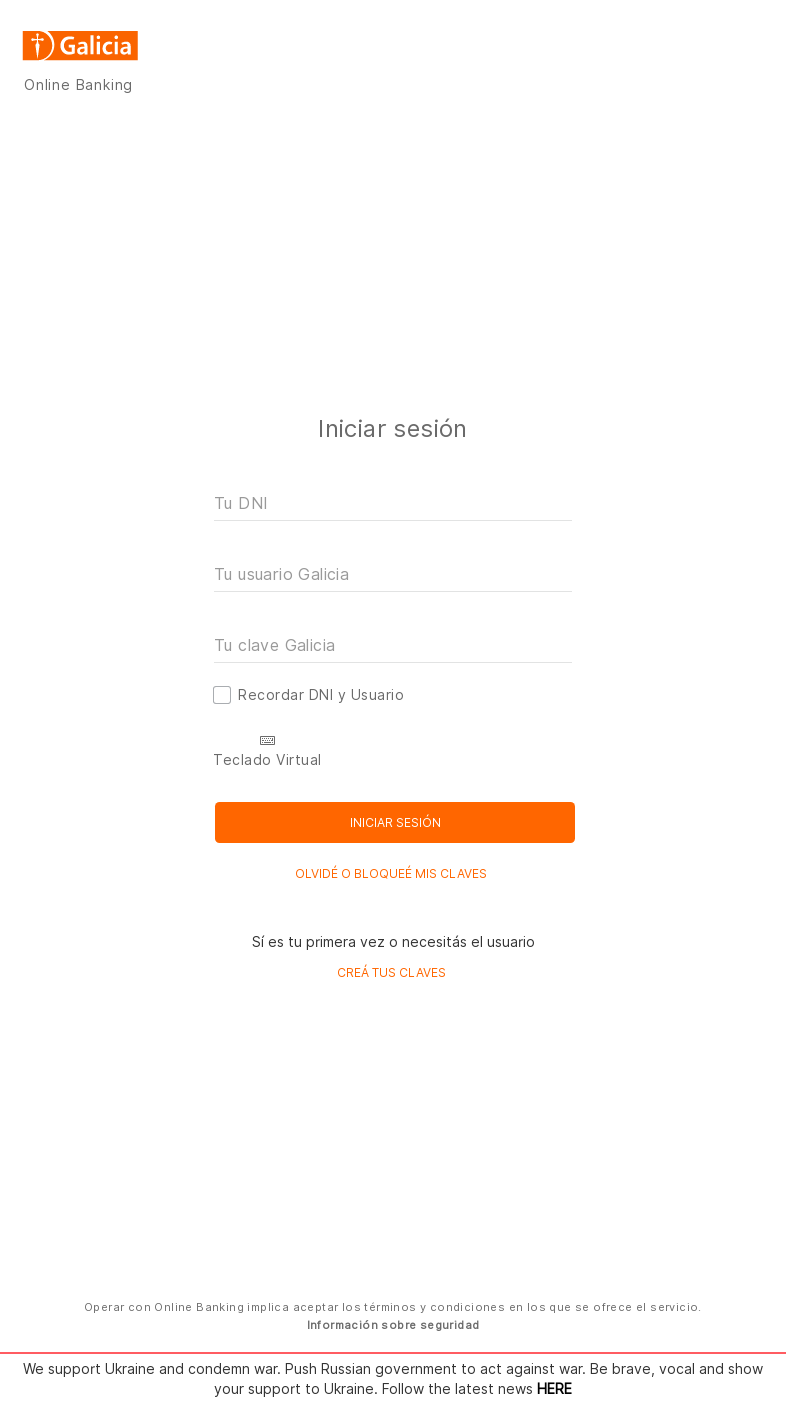 Galicia
Online Banking
Iniciar sesión
Tu DNI
Tu usuario Galicia
Tu clave Galicia
Recordar DNI y Usuario
Teclado Virtual
INICIAR SESIÓN
OLVIDÉ O BLOQUEÉ MIS CLAVES
Sí es tu primera vez o necesitás el usuario
CREÁ TUS CLAVES
Operar con Online Banking implica aceptar los términos y condiciones en los que se ofrece el servicio.
Información sobre seguridad
We support Ukraine and condemn war. Push Russian government to act against war. Be brave, vocal and show
your support to Ukraine. Follow the latest news HERE